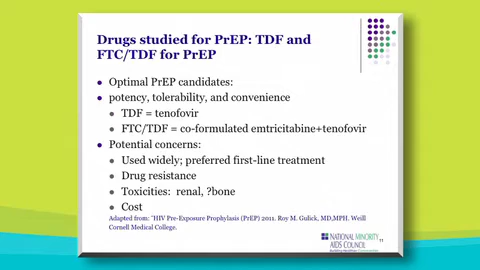 Drugs studied for PrEP: TDF and
FTC/TDF for PrEP
Optimal PrEP candidates:
potency, tolerability, and convenience
TDF = tenofovir
FTC/TDF = co-formulated emtricitabine+tenofovir
Potential concerns:
Used widely; preferred first-line treatment
Drug resistance
Toxicities: renal, ?bone
Cost
Adapted from: "HIV Pre-Exposure Prophylasis (PrEP) 2011. Roy M. Gulick, MD,MPH. Weill
Cornell Medical College.
NATIONAL MINORITY
AIDS COUNCIL
11